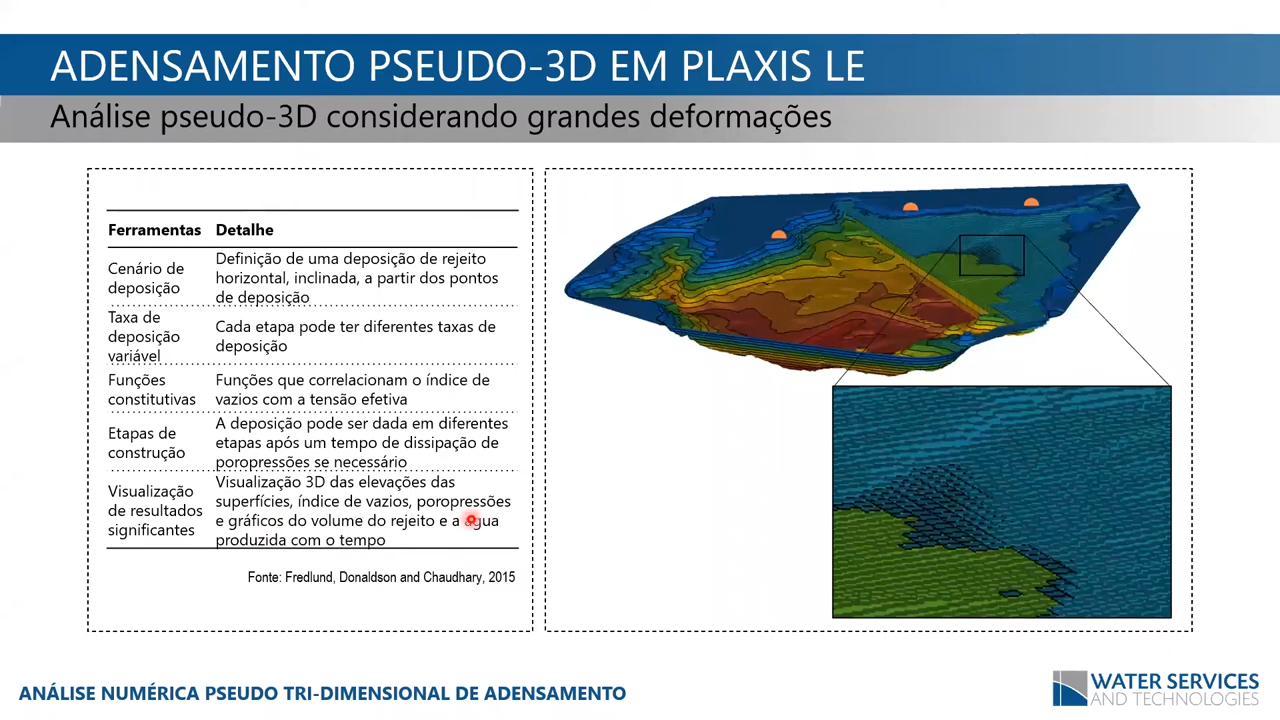 ADENSAMENTO PSEUDO-3D EM PLAXIS LE
Análise pseudo-3D considerando grandes deformações
Ferramentas Detalhe
Cenário de
deposição
Definição de uma deposição de rejeito
horizontal, inclinada, a partir dos pontos
de deposição
Taxa de
deposição
variável
Cada etapa pode ter diferentes taxas de
deposição
Funções
constitutivas
Funções que correlacionam o índice de
vazios com a tensão efetiva
Etapas de
construção
A deposição pode ser dada em diferentes
etapas após um tempo de dissipação de
poropressões se necessário
Visualização
de resultados
significantes
Visualização 3D das elevações das
superfícies, índice de vazios, poropressões
e gráficos do volume do rejeito e a água
produzida com o tempo
Fonte: Fredlund, Donaldson and Chaudhary, 2015
ANÁLISE NUMÉRICA PSEUDO TRI-DIMENSIONAL DE ADENSAMENTO
WATER SERVICES
AND TECHNOLOGIES